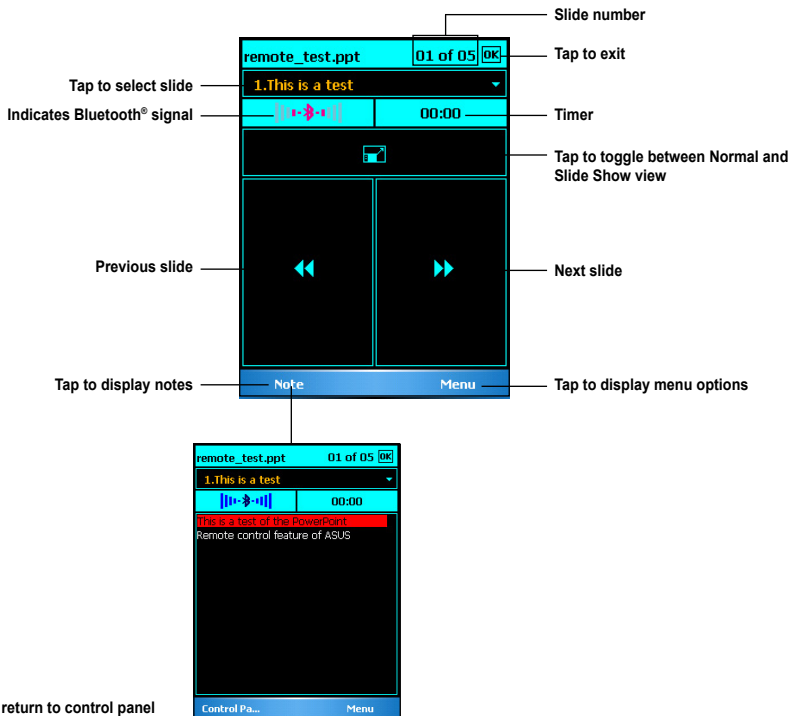 Slide number
remote_test.ppt 01 of 05 OK
Tap to exit
Tap to select slide
1.This is a test
Indicates Bluetooth® signal
00:00
Timer
Tap to toggle between Normal and
Slide Show view
Previous slide
Next slide
Tap to display notes
Note Menu
Tap to display menu options
remote_test.ppt 01 of 05 OK
1.This is a test
00:00
This is a test of the PowerPoint
Remote control feature of ASUS
return to control panel
Control Pa... Menu